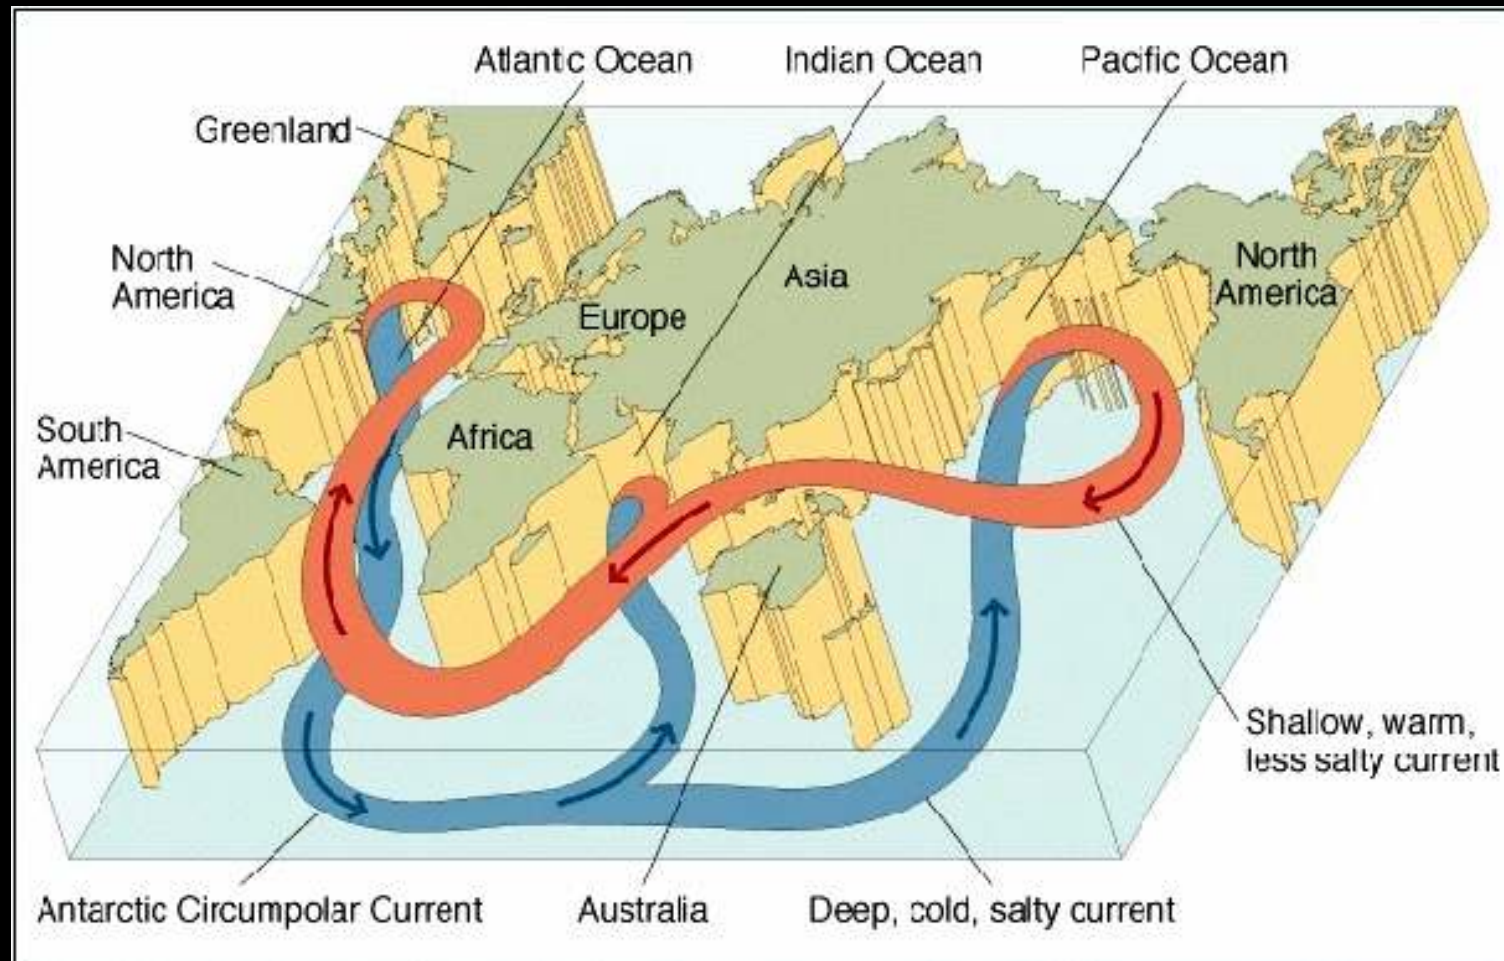 Atlantic Ocean
Indian Ocean
Pacific Ocean
Greenland
North
America
Europe
Asia
North
America
South
America
Africa
Shallow, warm,
less salty current
Antarctic Circumpolar Current
Australia
Deep, cold, salty current